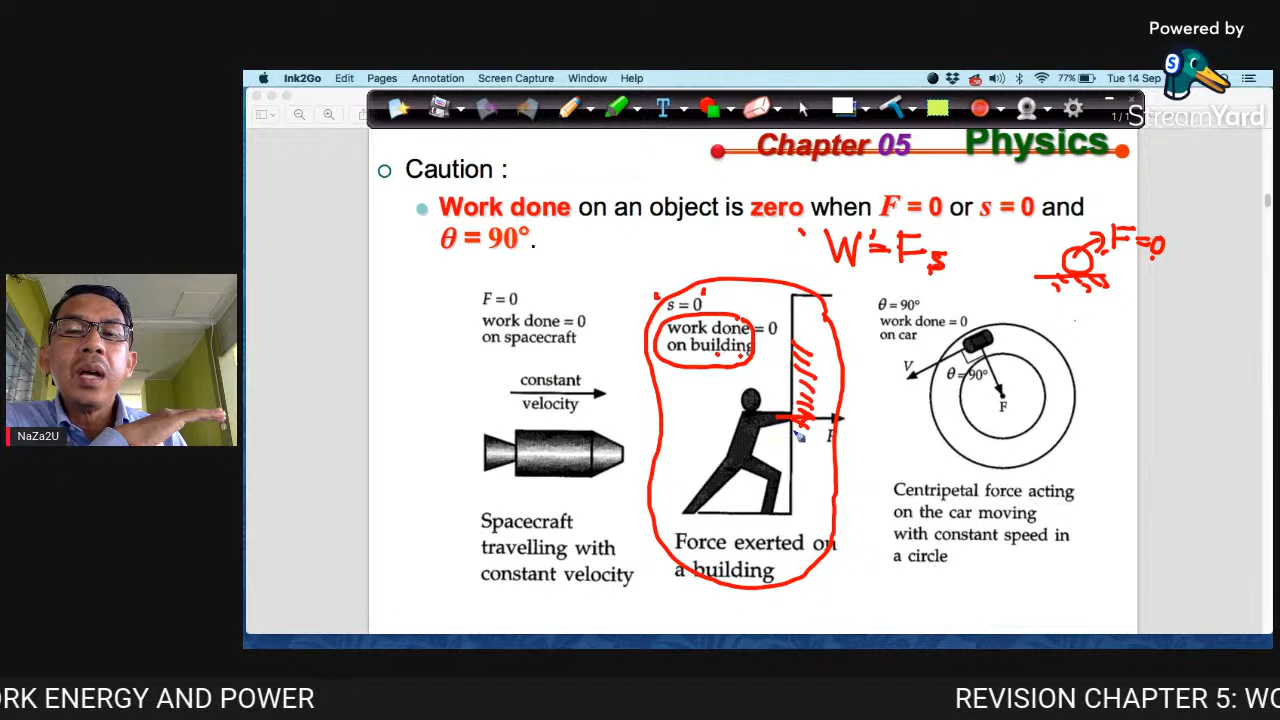 Powered by
S
StreamYard
Ink2Go Edit Pages Annotation Screen Capture Window Help
77% Tue 14 Sep
T
1/1
Chapter 05 Physics
Caution :
Work done on an object is zero when F = 0 or s = 0 and
θ = 90°.
W = Fs
F=0
F = 0
work done = 0
on spacecraft
constant
velocity
Spacecraft
travelling with
constant velocity
s = 0
work done = 0
on building
F
Force exerted on
a building
θ = 90°
work done = 0
on car
V
θ = 90°
F
Centripetal force acting
on the car moving
with constant speed in
a circle
NaZa2U
ORK ENERGY AND POWER
REVISION CHAPTER 5: WO